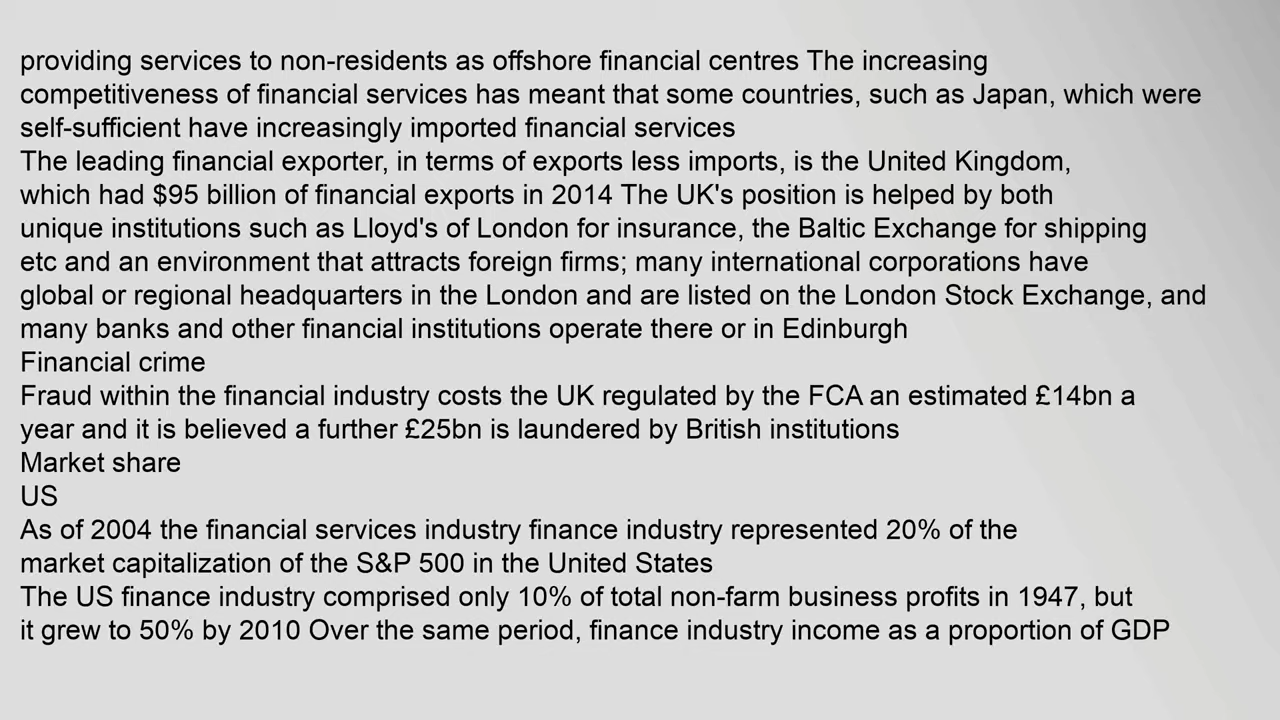 providing services to non-residents as offshore financial centres The increasing
competitiveness of financial services has meant that some countries, such as Japan, which were
self-sufficient have increasingly imported financial services
The leading financial exporter, in terms of exports less imports, is the United Kingdom,
which had $95 billion of financial exports in 2014 The UK's position is helped by both
unique institutions such as Lloyd's of London for insurance, the Baltic Exchange for shipping
etc and an environment that attracts foreign firms; many international corporations have
global or regional headquarters in the London and are listed on the London Stock Exchange, and
many banks and other financial institutions operate there or in Edinburgh
Financial crime
Fraud within the financial industry costs the UK regulated by the FCA an estimated £14bn a
year and it is believed a further £25bn is laundered by British institutions
Market share
US
As of 2004 the financial services industry finance industry represented 20% of the
market capitalization of the S&P 500 in the United States
The US finance industry comprised only 10% of total non-farm business profits in 1947, but
it grew to 50% by 2010 Over the same period, finance industry income as a proportion of GDP